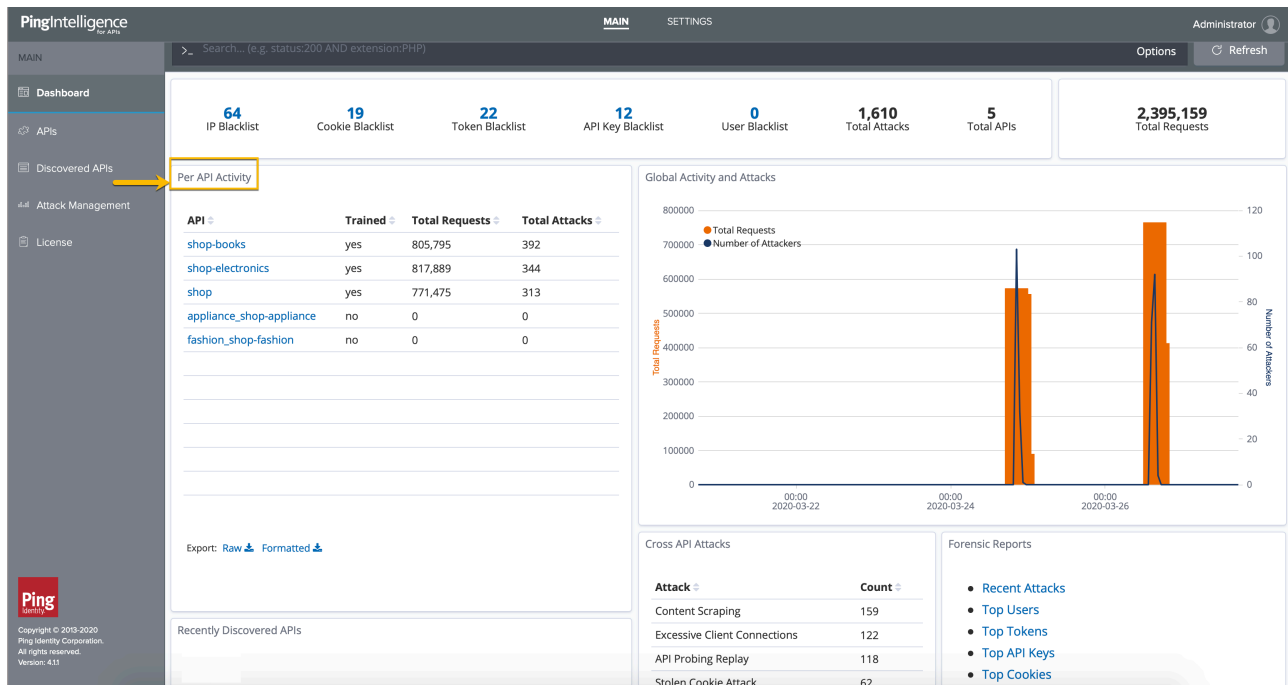 PingIntelligence
for APIs
MAIN SETTINGS
Administrator
MAIN
>_ Search... (e.g. status:200 AND extension:PHP)
Options Refresh
Dashboard
APIs
Discovered APIs
Attack Management
License
64 19 22 12 0 1,610 5
IP Blacklist Cookie Blacklist Token Blacklist API Key Blacklist User Blacklist Total Attacks Total APIs
2,395,159
Total Requests
Per API Activity
API Trained Total Requests Total Attacks
shop-books yes 805,795 392
shop-electronics yes 817,889 344
shop yes 771,475 313
appliance_shop-appliance no 0 0
fashion_shop-fashion no 0 0
Export: Raw Formatted
Global Activity and Attacks
Total Requests
Number of Attackers
800000
700000
600000
500000
400000
300000
200000
100000
0
Total Requests
120
100
80
60
40
20
0
Number of Attackers
00:00 00:00 00:00
2020-03-22 2020-03-24 2020-03-26
Cross API Attacks
Attack Count
Content Scraping 159
Excessive Client Connections 122
API Probing Replay 118
Stolen Cookie Attack 62
Forensic Reports
Recent Attacks
Top Users
Top Tokens
Top API Keys
Top Cookies
Recently Discovered APIs
Ping
Identity.
Copyright © 2013-2020
Ping Identity Corporation.
All rights reserved.
Version: 4.1.1